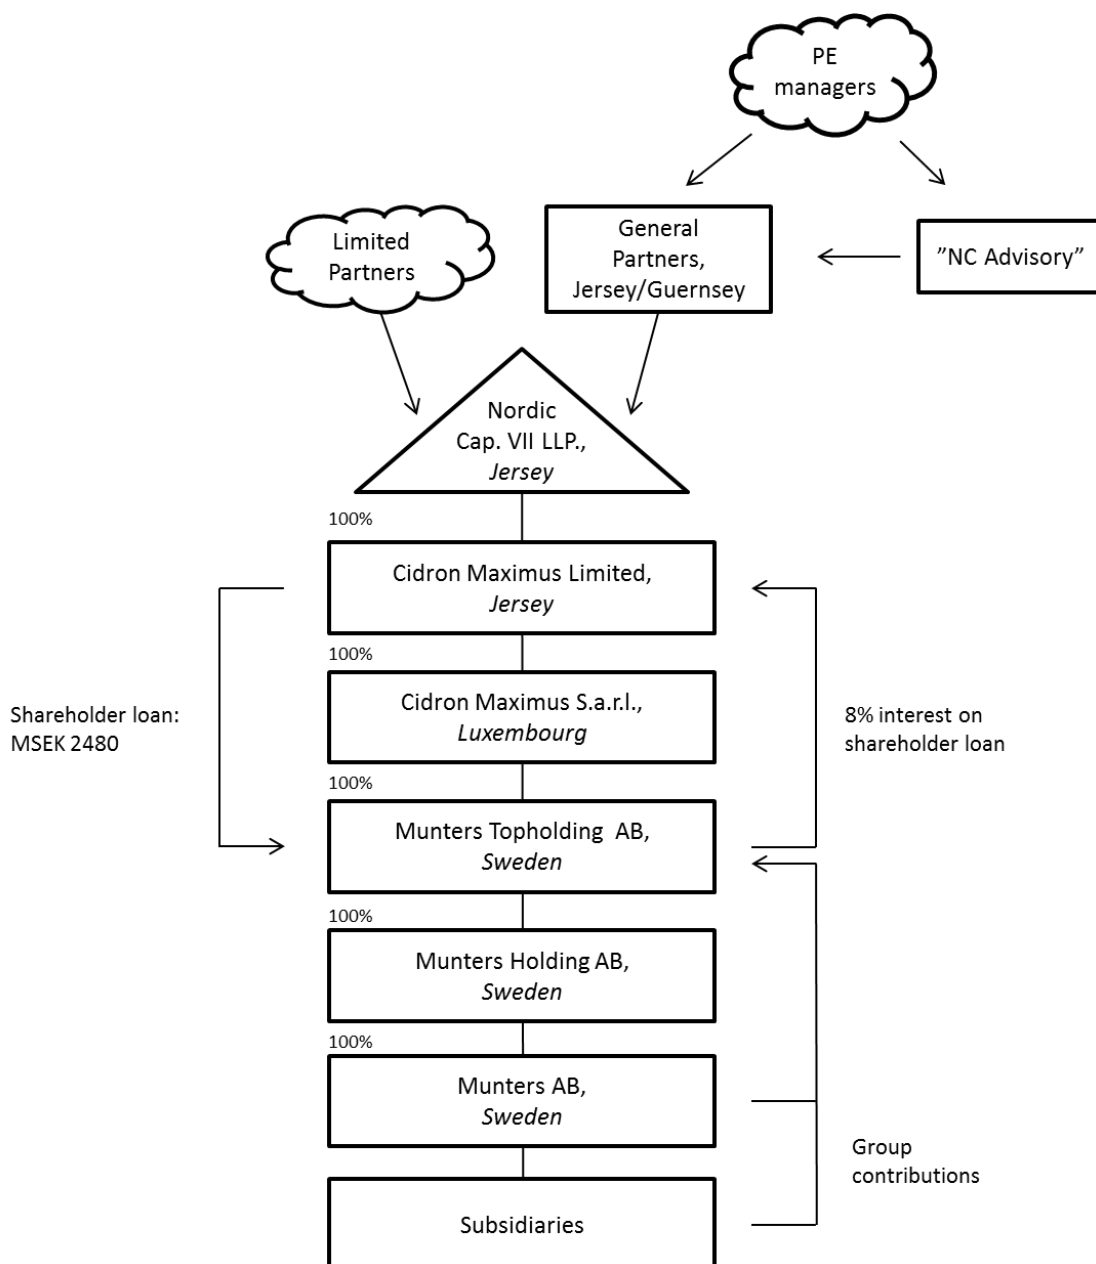 PE
managers
Limited
Partners
General
Partners,
Jersey/Guernsey
”NC Advisory”
Nordic
Cap. VII LLP.,
Jersey
100%
Cidron Maximus Limited,
Jersey
100%
Cidron Maximus S.a.r.l.,
Luxembourg
Shareholder loan:
MSEK 2480
8% interest on
shareholder loan
100%
Munters Topholding AB,
Sweden
100%
Munters Holding AB,
Sweden
100%
Munters AB,
Sweden
Group
contributions
Subsidiaries